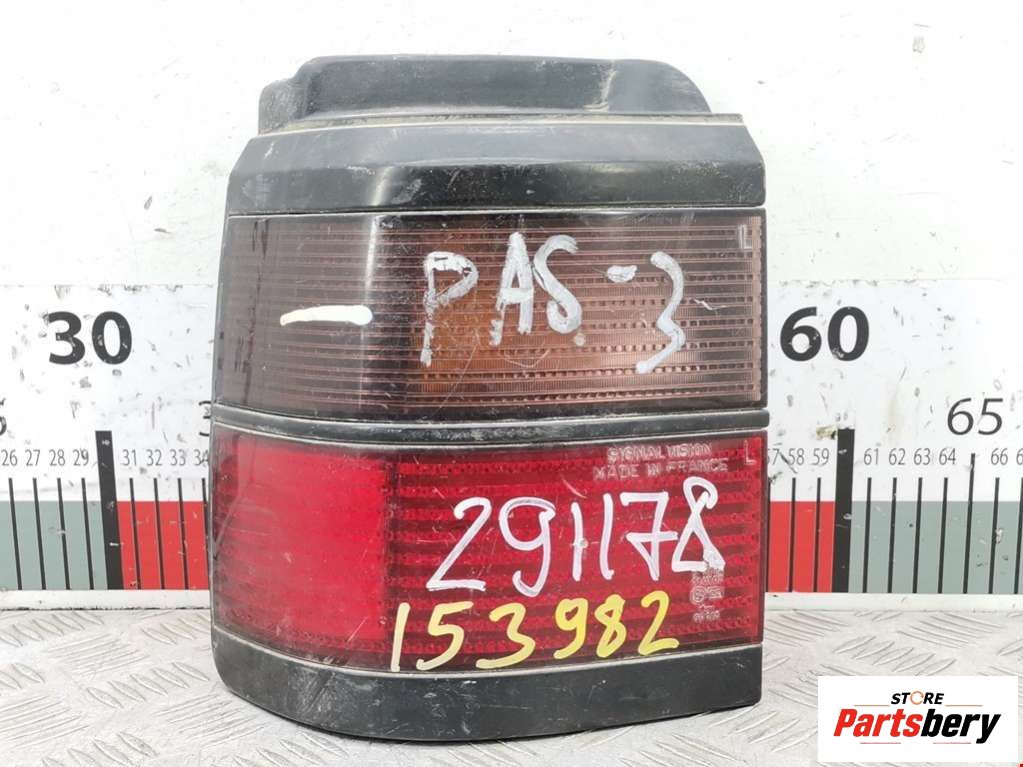 L
PAS-3
30
60
65
26 27 28 29 31 32 33 34
57 58 59 61 62 63 64 66
SIGNAL VISION
MADE IN FRANCE
L
291178
153982
STORE
Partsbery